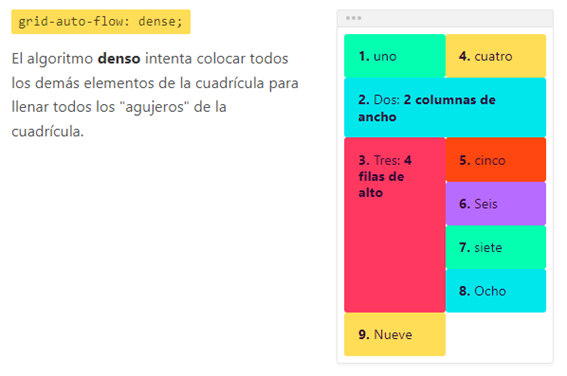 grid-auto-flow: dense;
El algoritmo denso intenta colocar todos
los demás elementos de la cuadrícula para
llenar todos los "agujeros" de la
cuadrícula.
1. uno
4. cuatro
2. Dos: 2 columnas de
ancho
3. Tres: 4
filas de
alto
5. cinco
6. Seis
7. siete
8. Ocho
9. Nueve